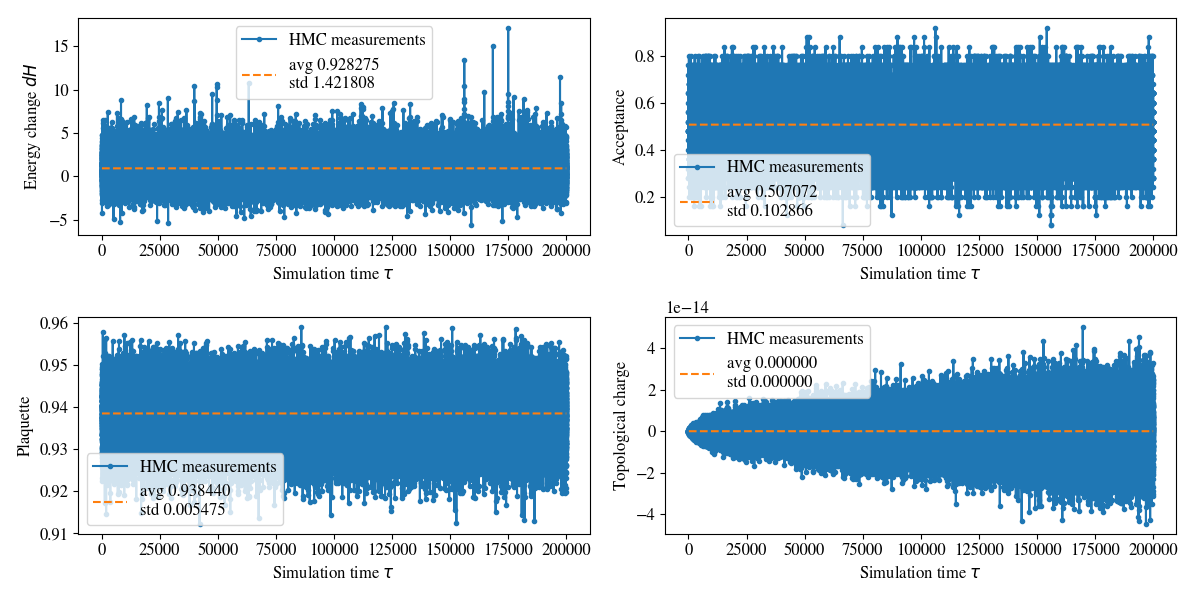 HMC measurements
avg 0.928275
std 1.421808
15
10
5
0
−5
Energy change dH
0 25000 50000 75000 100000 125000 150000 175000 200000
Simulation time τ
HMC measurements
avg 0.507072
std 0.102866
0.8
0.6
0.4
0.2
Acceptance
0 25000 50000 75000 100000 125000 150000 175000 200000
Simulation time τ
HMC measurements
avg 0.938440
std 0.005475
0.96
0.95
0.94
0.93
0.92
0.91
Plaquette
0 25000 50000 75000 100000 125000 150000 175000 200000
Simulation time τ
1e−14
HMC measurements
avg 0.000000
std 0.000000
4
2
0
−2
−4
Topological charge
0 25000 50000 75000 100000 125000 150000 175000 200000
Simulation time τ